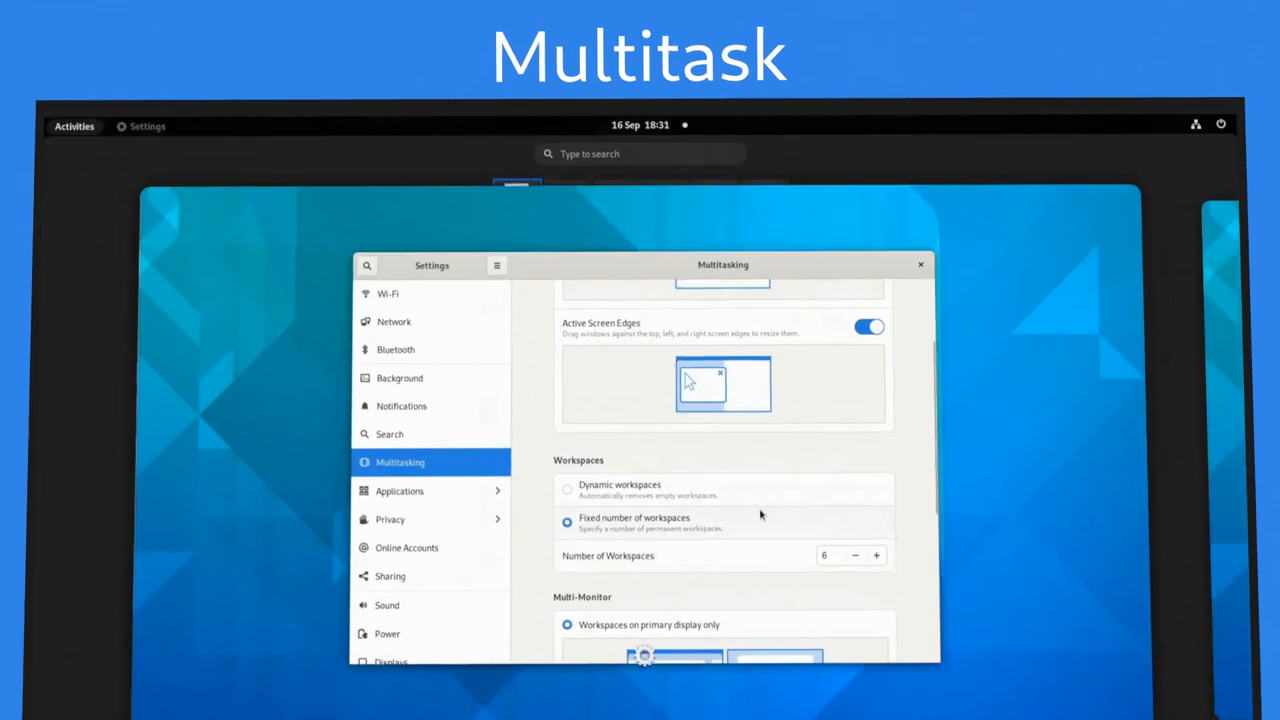 Multitask
Activities
Settings
16 Sep 18:31
Type to search
Settings
Multitasking
Wi-Fi
Network
Bluetooth
Background
Notifications
Search
Multitasking
Applications
Privacy
Online Accounts
Sharing
Sound
Power
Displays
Active Screen Edges
Drag windows against the top, left, and right screen edges to resize them.
Workspaces
Dynamic workspaces
Automatically removes empty workspaces.
Fixed number of workspaces
Specify a number of permanent workspaces.
Number of Workspaces
6
Multi-Monitor
Workspaces on primary display only